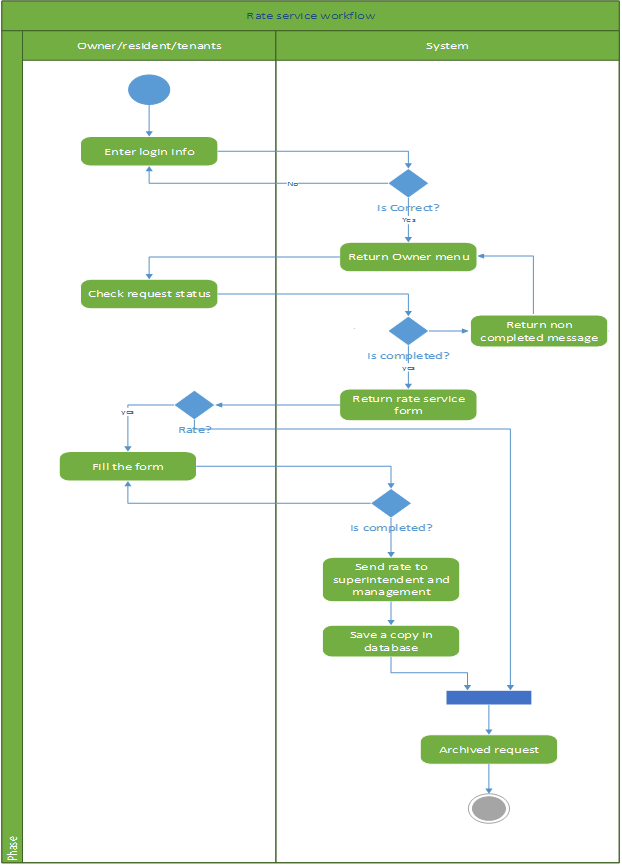 Rate service workflow
Owner/resident/tenants
System
Enter login info
No
Is Correct?
Yes
Return Owner menu
Check request status
Return non
completed message
Is completed?
yes
Return rate service
form
yes
Rate?
Fill the form
Is completed?
Send rate to
superintendent and
management
Save a copy in
database
Archived request
Phase